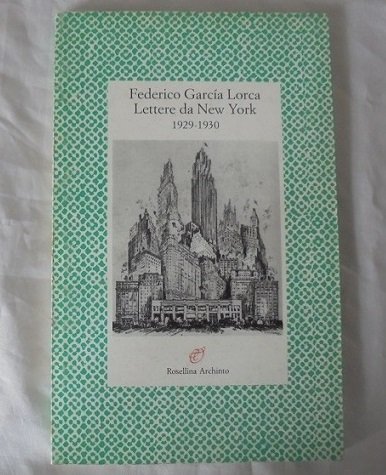 Federico García Lorca
Lettere da New York
1929-1930
Rosellina Archinto